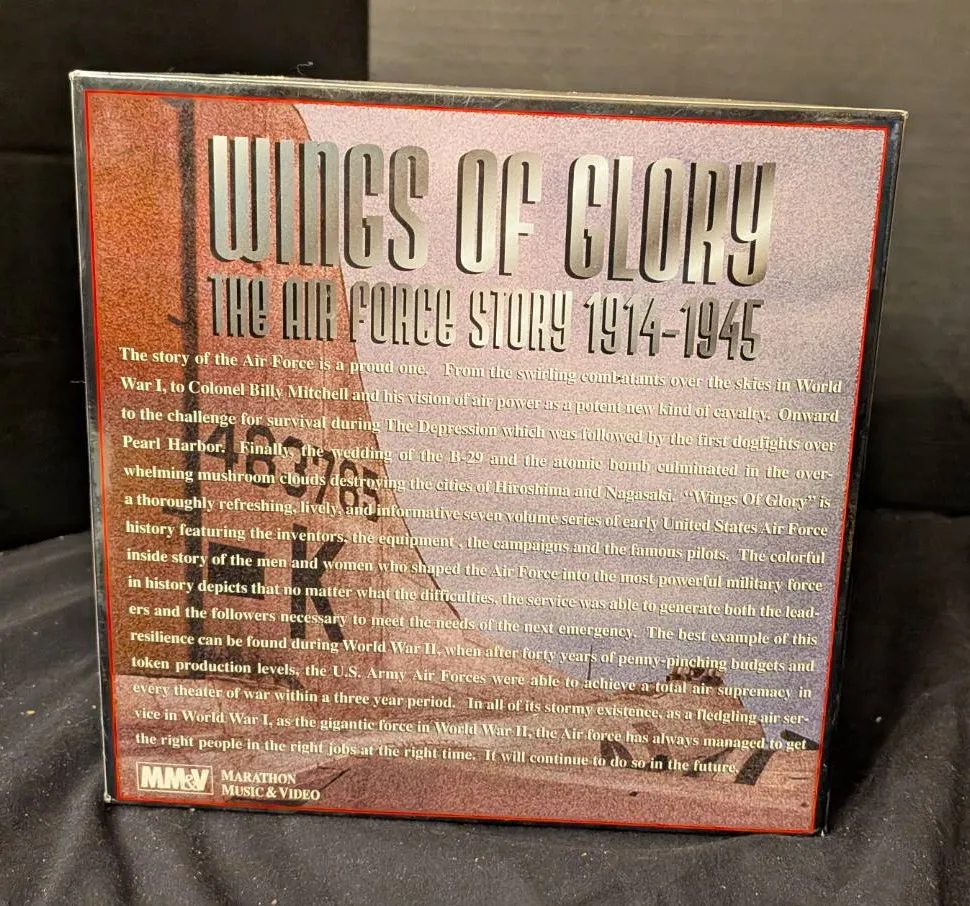 WINGS OF GLORY
THE AIR FORCE STORY 1914-1945
The story of the Air Force is a proud one. From the swirling combatants over the skies in World
War I, to Colonel Billy Mitchell and his vision of air power as a potent new kind of cavalry. Onward
to the challenge for survival during The Depression which was followed by the first dogfights over
Pearl Harbor. Finally, the wedding of the B-29 and the atomic bomb culminated in the over-
whelming mushroom clouds destroying the cities of Hiroshima and Nagasaki. “Wings Of Glory” is
a thoroughly refreshing, lively, and informative seven volume series of early United States Air Force
history featuring the inventors, the equipment , the campaigns and the famous pilots. The colorful
inside story of the men and women who shaped the Air Force into the most powerful military force
in history depicts that no matter what the difficulties, the service was able to generate both the lead-
ers and the followers necessary to meet the needs of the next emergency. The best example of this
resilience can be found during World War II, when after forty years of penny-pinching budgets and
token production levels, the U.S. Army Air Forces were able to achieve a total air supremacy in
every theater of war within a three year period. In all of its stormy existence, as a fledgling air ser-
vice in World War I, as the gigantic force in World War II, the Air force has always managed to get
the right people in the right jobs at the right time. It will continue to do so in the future.
463765
K
MM&V MARATHON
MUSIC & VIDEO